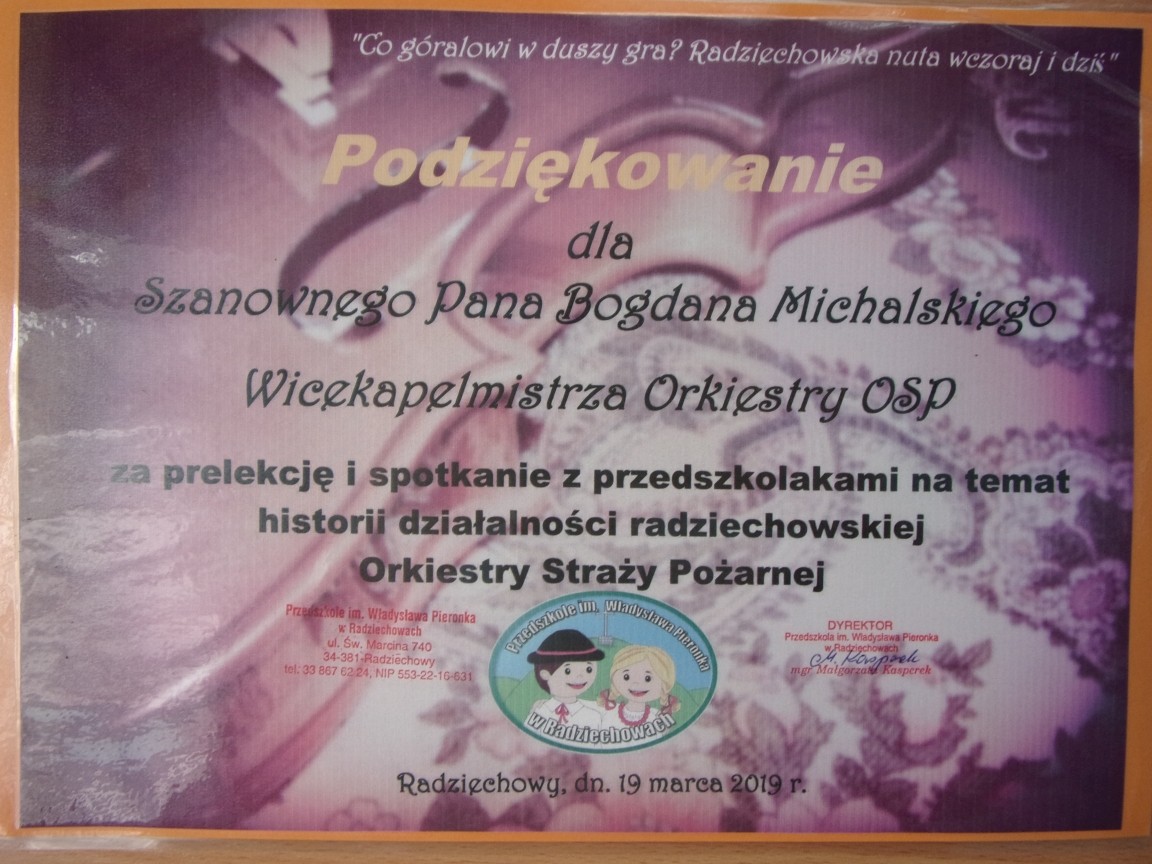 "Co góralowi w duszy gra? Radziechowska nuta wczoraj i dziś"
Podziękowanie
dla
Szanownego Pana Bogdana Michalskiego
Wicekapelmistrza Orkiestry OSP
za prelekcję i spotkanie z przedszkolakami na temat
historii działalności radziechowskiej
Orkiestry Straży Pożarnej
Przedszkole im. Władysława Pieronka
w Radziechowach
ul. Św. Marcina 740
34-381 Radziechowy
tel. 33 867 62 24, NIP 553-22-16-631
Przedszkole im. Władysława Pieronka
w Radziechowach
DYREKTOR
Przedszkola im. Władysława Pieronka
w Radziechowach
M. Kasperek
mgr Małgorzata Kasperek
Radziechowy, dn. 19 marca 2019 r.